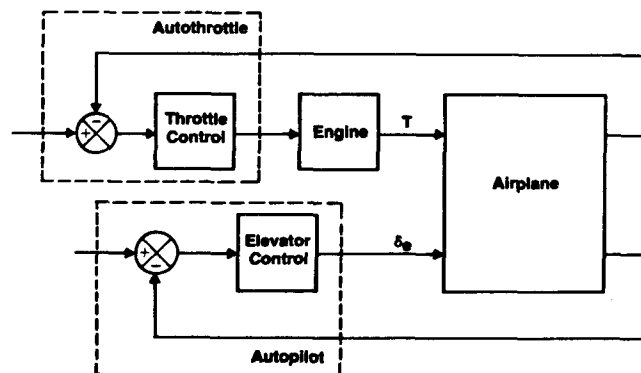 Autothrottle
−
+
Throttle
Control
Engine
T
Airplane
+
−
Elevator
Control
δe
Autopilot